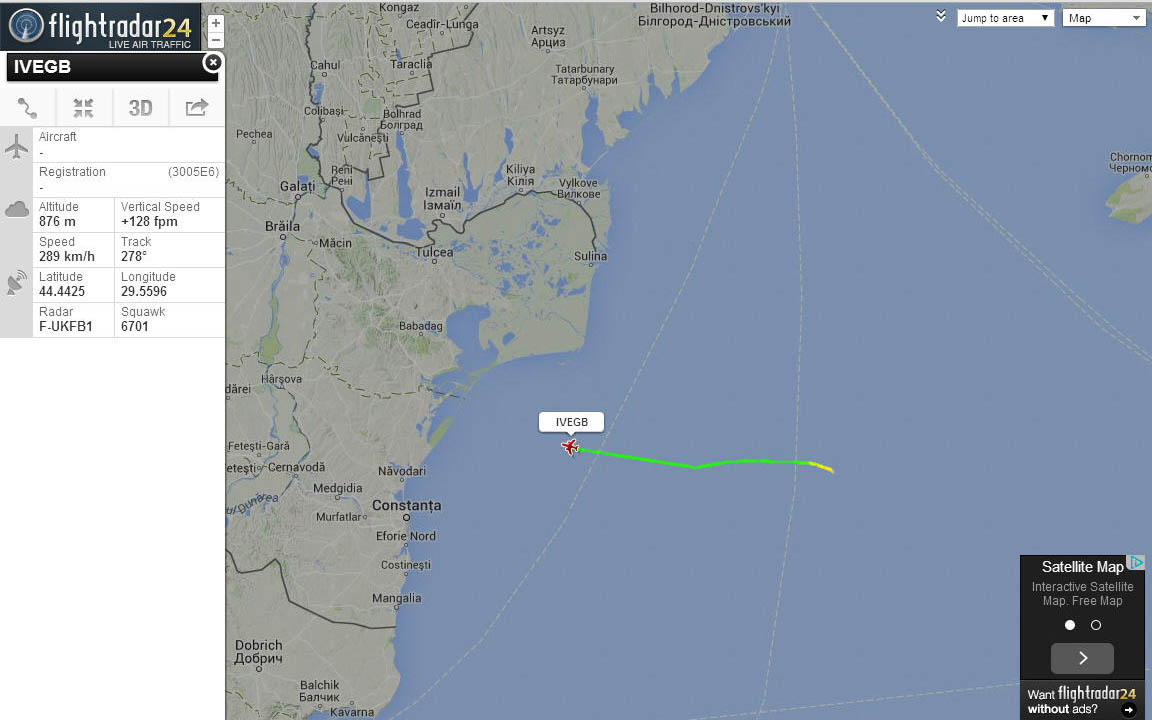 flightradar24
LIVE AIR TRAFFIC
+
−
IVEGB
3D
Aircraft
-
Registration (3005E6)
-
Altitude Vertical Speed
876 m +128 fpm
Speed Track
289 km/h 278°
Latitude Longitude
44.4425 29.5596
Radar Squawk
F-UKFB1 6701
Jump to area
Map
Kongaz
Ceadir-Lunga
Bilhorod-Dnistrovs'kyi
Білгород-Дністровський
Artsyz
Арциз
Cahul
Taraclia
Tatarbunary
Татарбунари
Colibași
Bolhrad
Болград
Pechea
Vulcănești
Chornom
Черномо
Reni
Рені
Kiliya
Кілія
Galați
Izmail
Ізмаїл
Vylkove
Вилкове
Brăila
Măcin
Tulcea
Sulina
Babadag
Hârșova
dărei
IVEGB
Fetești-Gară
etești
Cernavodă
Năvodari
Medgidia
Constanța
Dunărea
Murfatlar
Eforie Nord
Costinești
Mangalia
Dobrich
Добрич
Balchik
Балчик
Kavarna
Satellite Map
Interactive Satellite
Map. Free Map
Want flightradar24
without ads?